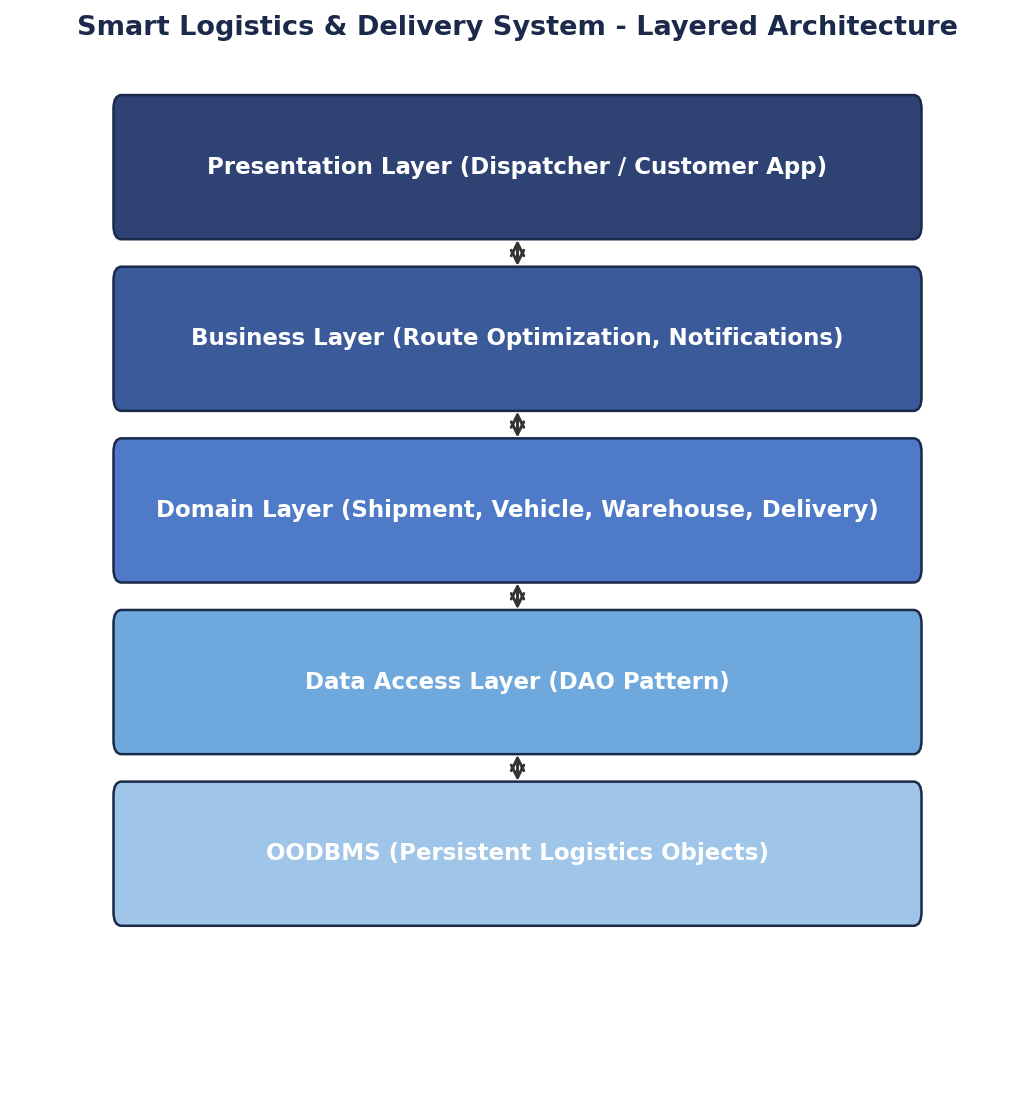 Smart Logistics & Delivery System - Layered Architecture
Presentation Layer (Dispatcher / Customer App)
Business Layer (Route Optimization, Notifications)
Domain Layer (Shipment, Vehicle, Warehouse, Delivery)
Data Access Layer (DAO Pattern)
OODBMS (Persistent Logistics Objects)